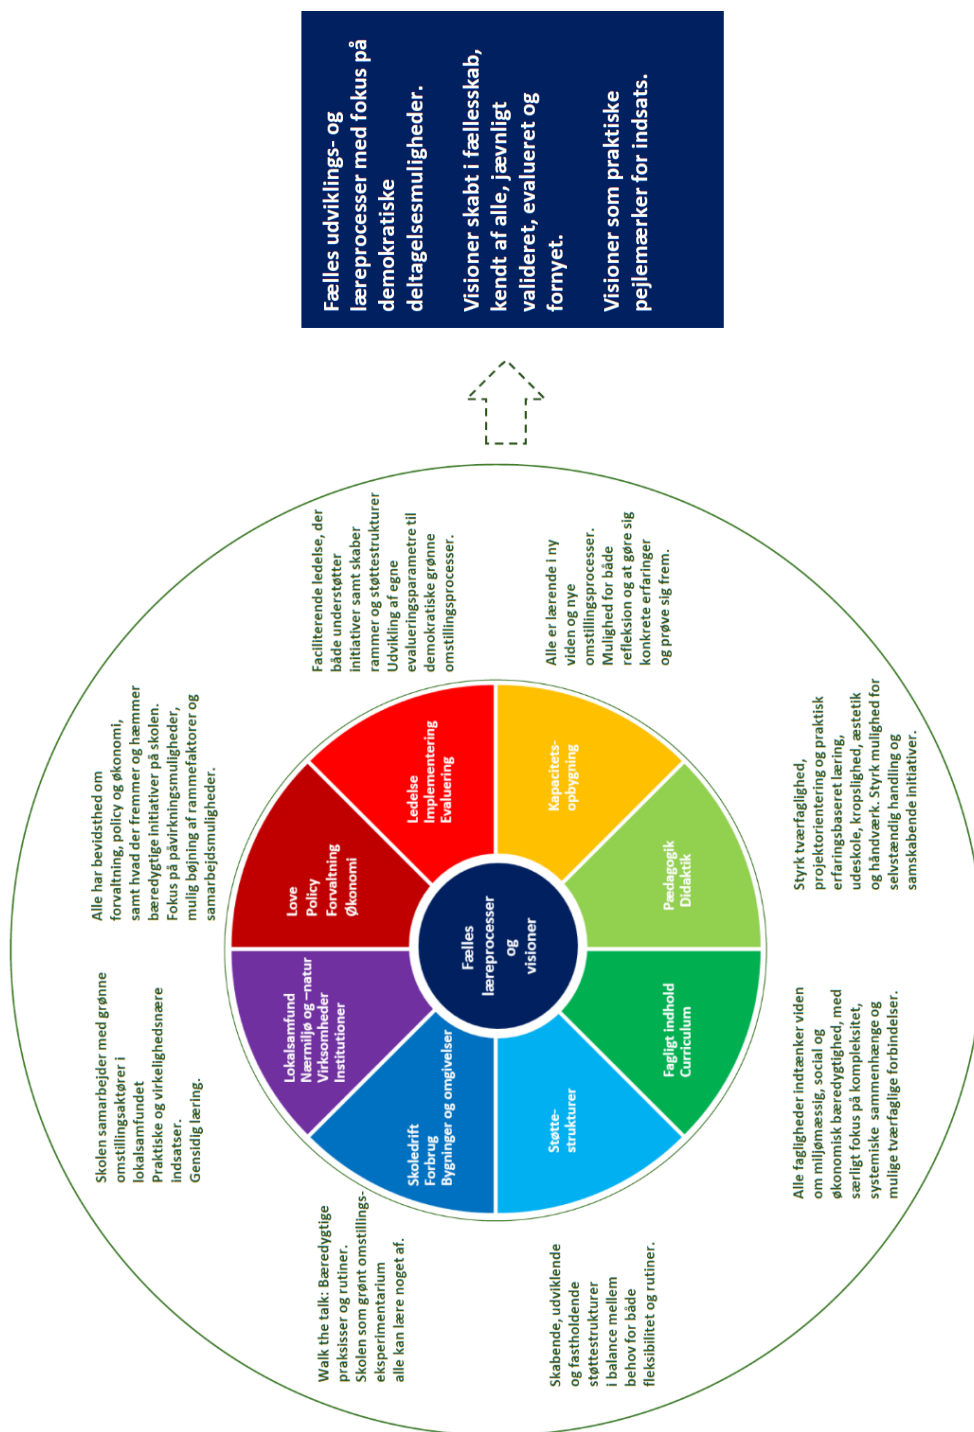 Fælles udviklings- og
læreprocesser med fokus på
demokratiske
deltagelsesmuligheder.
Visioner skabt i fællesskab,
kendt af alle, jævnligt
valideret, evalueret og
fornyet.
Visioner som praktiske
pejlemærker for indsats.
Fælles
læreprocesser
og
visioner
Love
Policy
Forvaltning
Økonomi
Alle har bevidsthed om
forvaltning, policy og økonomi,
samt hvad der fremmer og hæmmer
bæredygtige initiativer på skolen.
Fokus på påvirkningsmuligheder,
mulig bøjning af rammefaktorer og
samarbejdsmuligheder.
Ledelse
Implementering
Evaluering
Faciliterende ledelse, der
både understøtter
initiativer samt skaber
rammer og støttestrukturer
Udvikling af egne
evalueringsparametre til
demokratiske grønne
omstillingsprocesser.
Kapacitets-
opbygning
Alle er lærende i ny
viden og nye
omstillingsprocesser.
Mulighed for både
refleksion og at gøre sig
konkrete erfaringer
og prøve sig frem.
Pædagogik
Didaktik
Styrk tværfaglighed,
projektorientering og praktisk
erfaringsbaseret læring,
udeskole, kropslighed, æstetik
og håndværk. Styrk mulighed for
selvstændig handling og
samskabende initiativer.
Fagligt indhold
Curriculum
Alle fagligheder indtænker viden
om miljømæssig, social og
økonomisk bæredygtighed, med
særligt fokus på kompleksitet,
systemiske sammenhænge og
mulige tværfaglige forbindelser.
Støtte-
strukturer
Skabende, udviklende
og fastholdende
støttestrukturer
i balance mellem
behov for både
fleksibilitet og rutiner.
Skoledrift
Forbrug
Bygninger og omgivelser
Walk the talk: Bæredygtige
praksisser og rutiner.
Skolen som grønt omstillings-
eksperimentarium
alle kan lære noget af.
Lokalsamfund
Nærmiljø og –natur
Virksomheder
Institutioner
Skolen samarbejder med grønne
omstillingsaktører i
lokalsamfundet
Praktiske og virkelighedsnære
indsatser.
Gensidig læring.